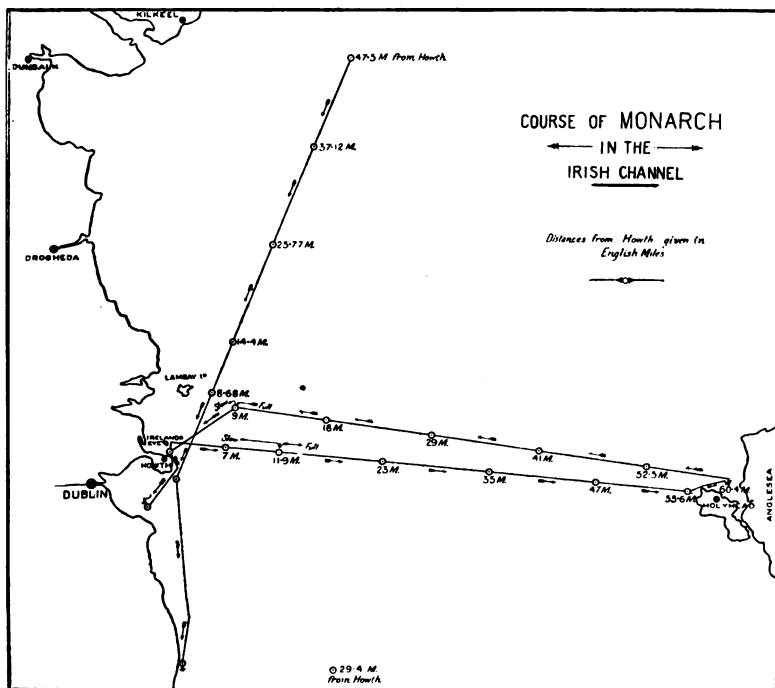 KILKEEL
DUNDALK
47·5 M from Howth
COURSE OF MONARCH
IN THE
IRISH CHANNEL
37·12 M.
Distances from Howth given in
English Miles
25·77 M.
DROGHEDA
14·4 M.
LAMBAY Id
8·68 M.
Full
9 M.
18 M.
29 M.
41 M.
52·5 M.
60·4 M.
IRELANDS
EYE
HOWTH
Slow
Full
7 M.
11·9 M.
23 M.
35 M.
47 M.
55·6 M.
HOLYHEAD
ANGLESEA
DUBLIN
29·4 M.
from Howth